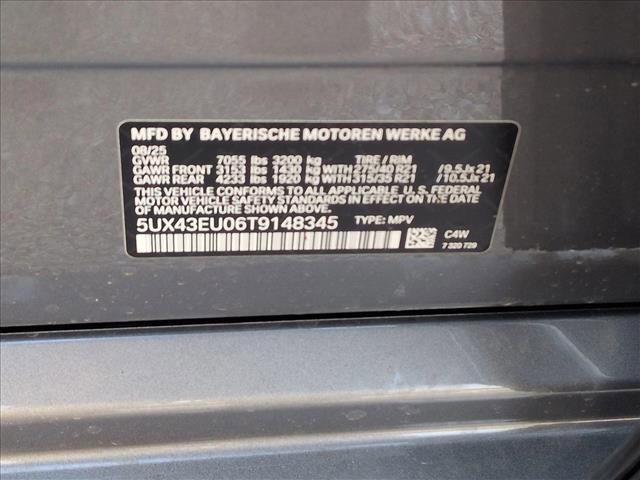 MFD BY BAYERISCHE MOTOREN WERKE AG
08/25
GVWR 7055 lbs 3200 kg TIRE / RIM
GAWR FRONT 3153 lbs 1430 kg WITH 275/40 R21 / 9.5Jx21
GAWR REAR 4233 lbs 1920 kg WITH 315/35 R21 / 10.5Jx21
THIS VEHICLE CONFORMS TO ALL APPLICABLE U.S. FEDERAL
MOTOR VEHICLE SAFETY STANDARDS IN EFFECT ON THE
DATE OF MANUFACTURE SHOWN ABOVE.
5UX43EU06T9148345 TYPE: MPV
C4W
7 320 729